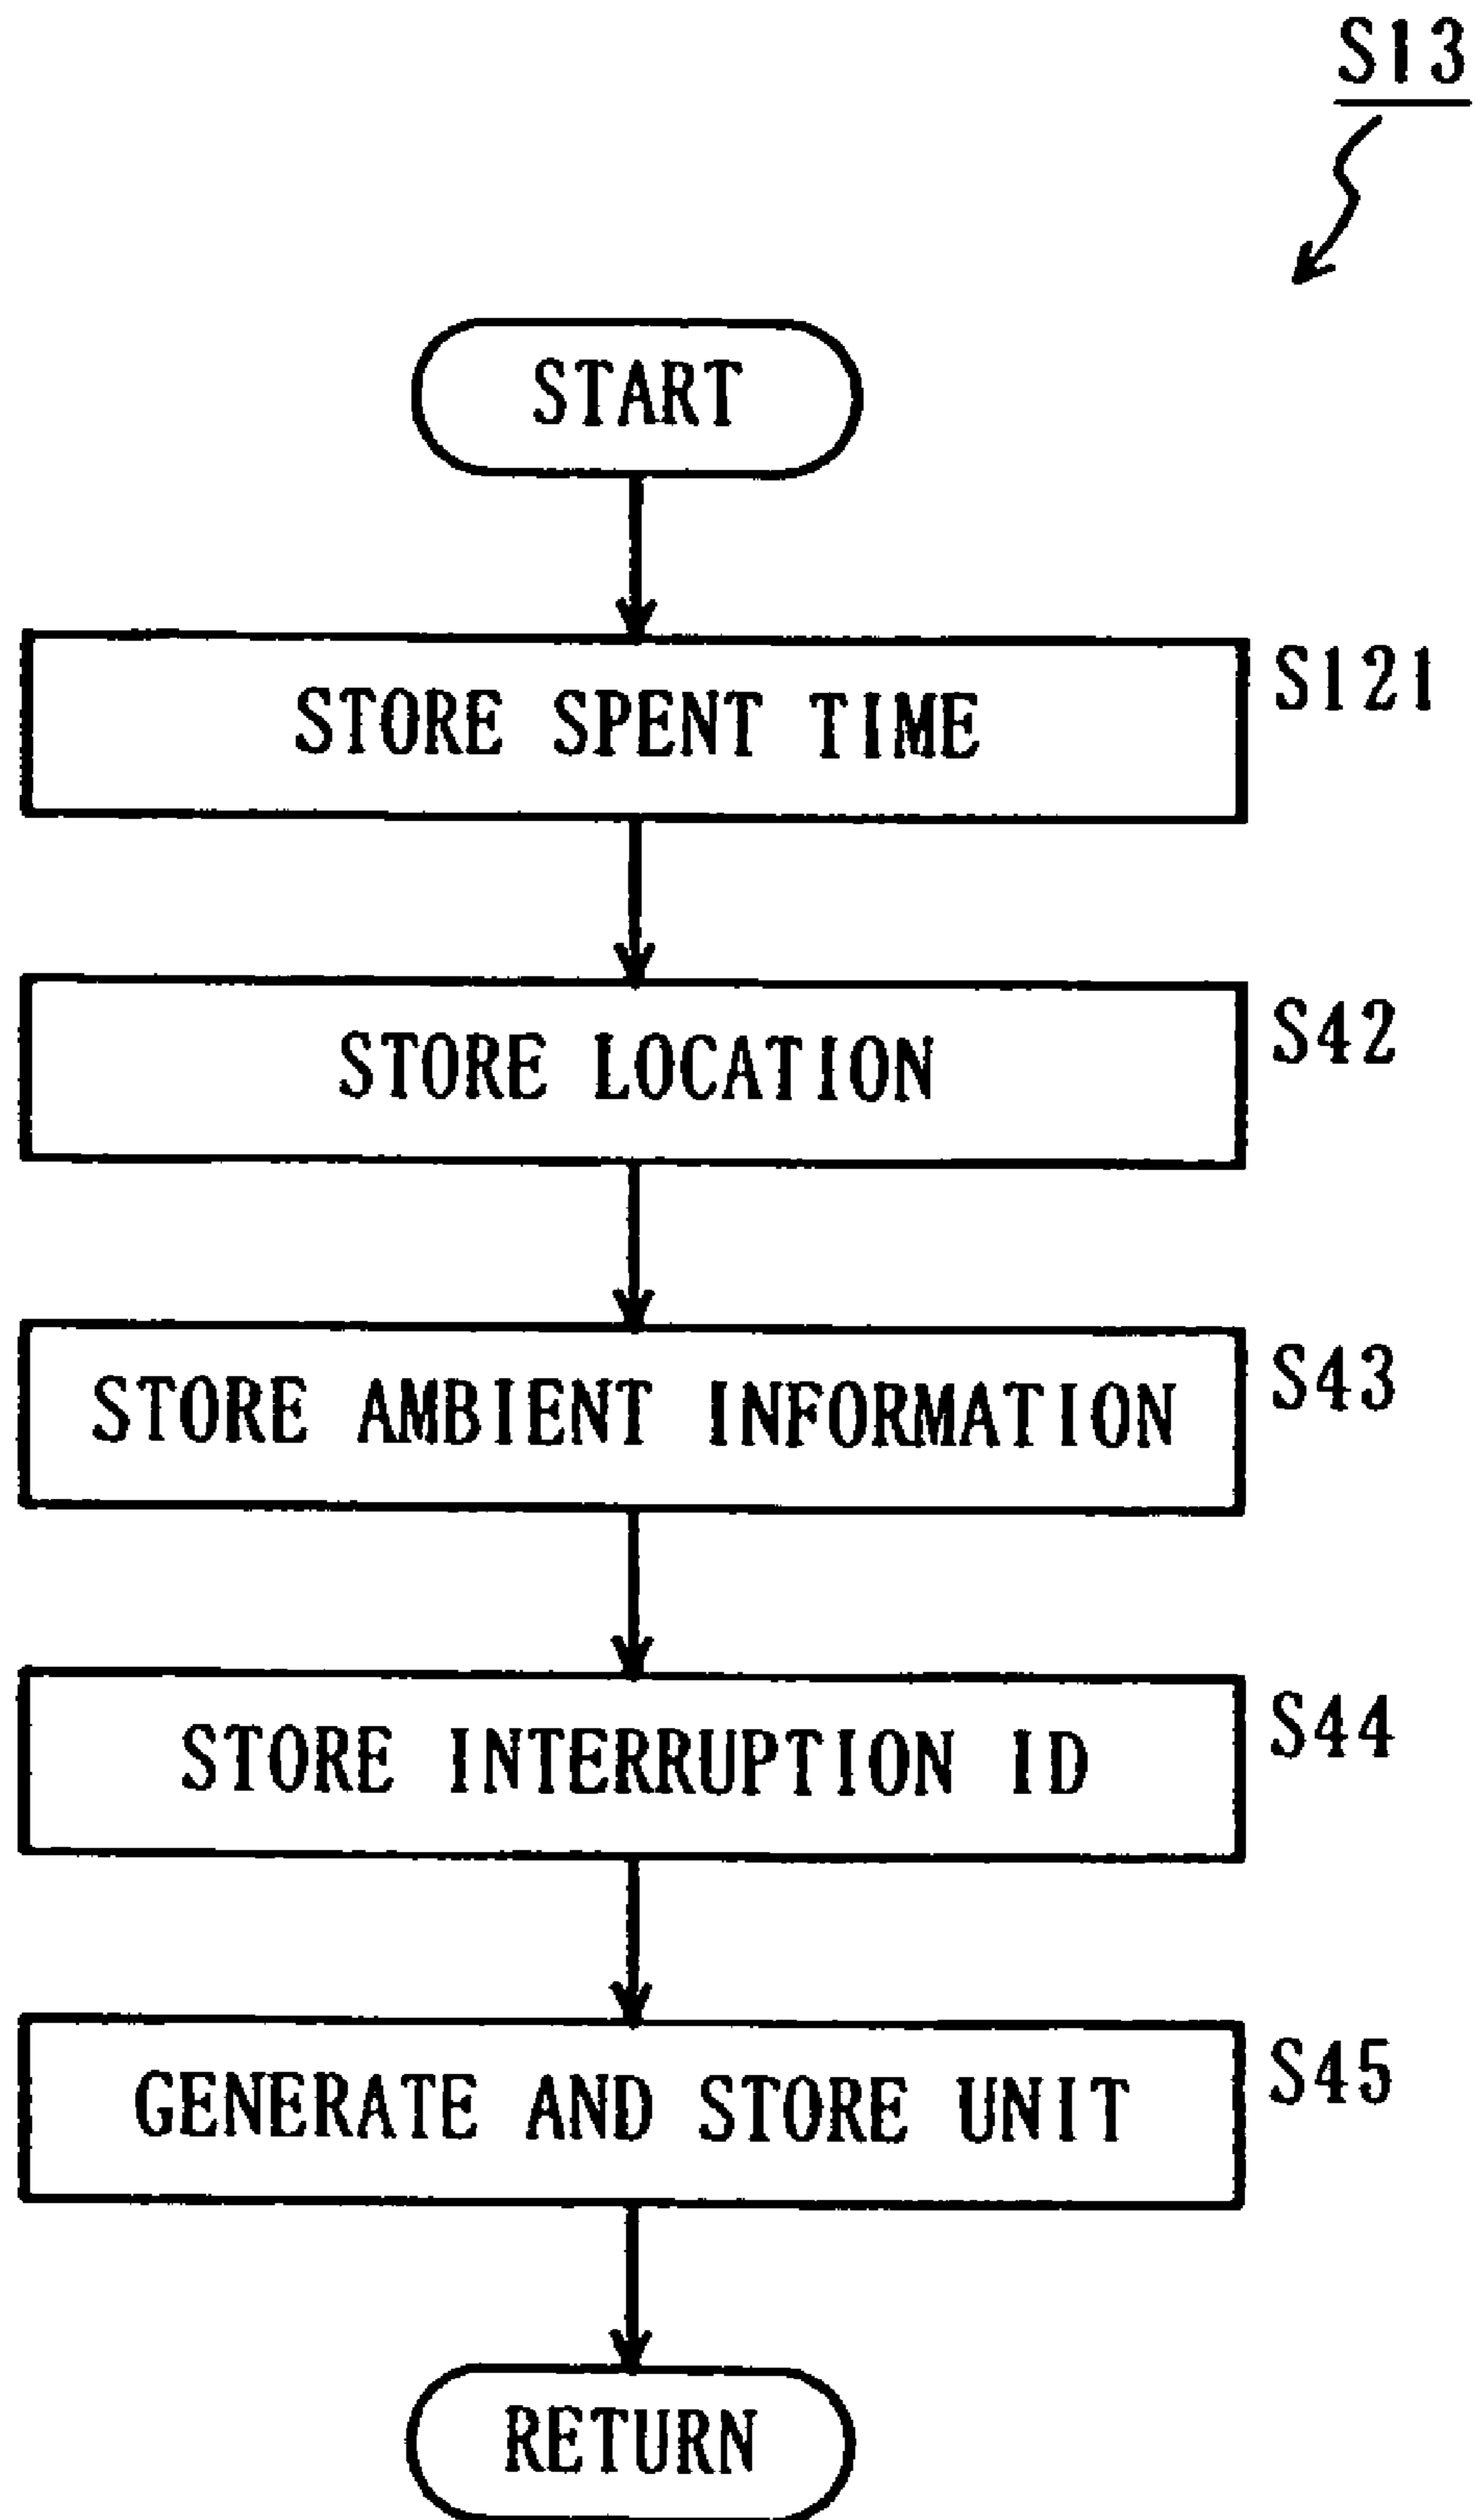 S13
START
STORE SPENT TIME S121
STORE LOCATION S42
STORE AMBIENT INFORMATION S43
STORE INTERRUPTION ID S44
GENERATE AND STORE UNIT S45
RETURN